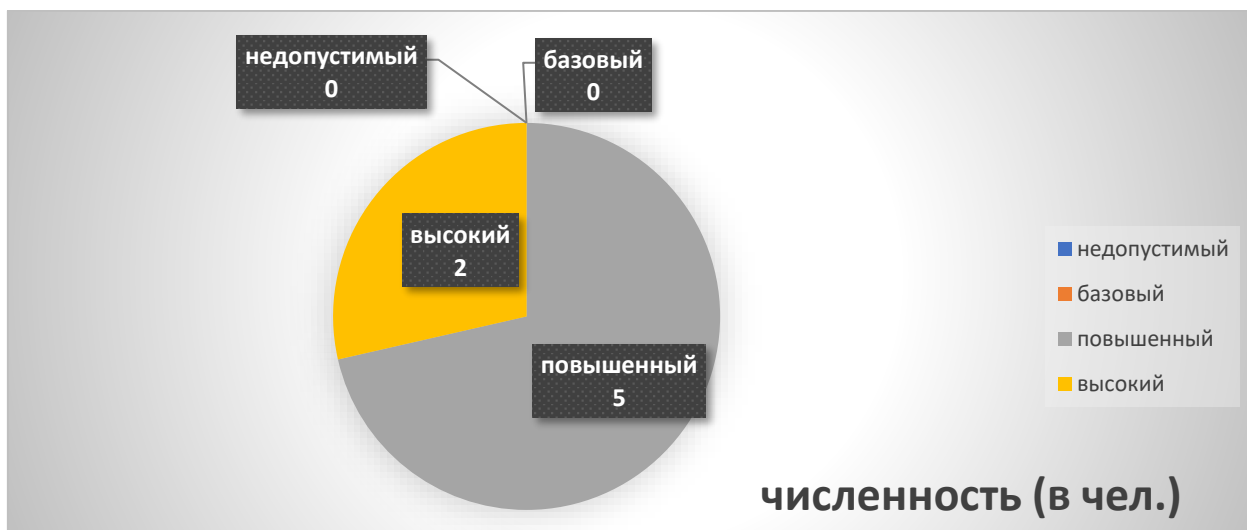 недопустимый
0
базовый
0
высокий
2
повышенный
5
недопустимый
базовый
повышенный
высокий
численность (в чел.)